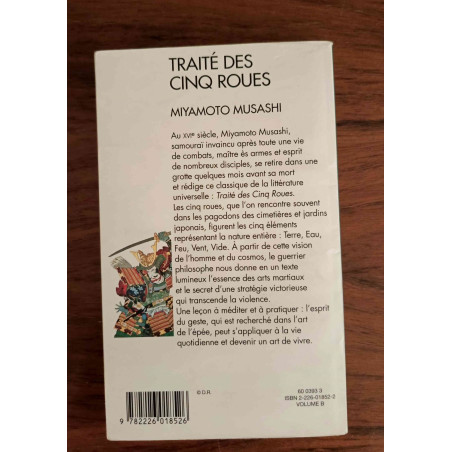 TRAITÉ DES
CINQ ROUES
MIYAMOTO MUSASHI
Au XVIe siècle, Miyamoto Musashi,
samouraï invaincu après toute une vie
de combats, maître ès armes et esprit
de nombreux disciples, se retire dans une
grotte quelques mois avant sa mort
et rédige ce classique de la littérature
universelle : Traité des Cinq Roues.
Les cinq roues, que l'on rencontre souvent
dans les pagodons des cimetières et jardins
japonais, figurent les cinq éléments
représentant la nature entière : Terre, Eau,
Feu, Vent, Vide. À partir de cette vision
de l'homme et du cosmos, le guerrier
philosophe nous donne en un texte
lumineux l'essence des arts martiaux
et le secret d'une stratégie victorieuse
qui transcende la violence.
Une leçon à méditer et à pratiquer : l'esprit
du geste, qui est recherché dans l'art
de l'épée, peut s'appliquer à la vie
quotidienne et devenir un art de vivre.
© D.R.
60 0393 3
ISBN 2-226-01852-2
VOLUME B
9 782226 018526